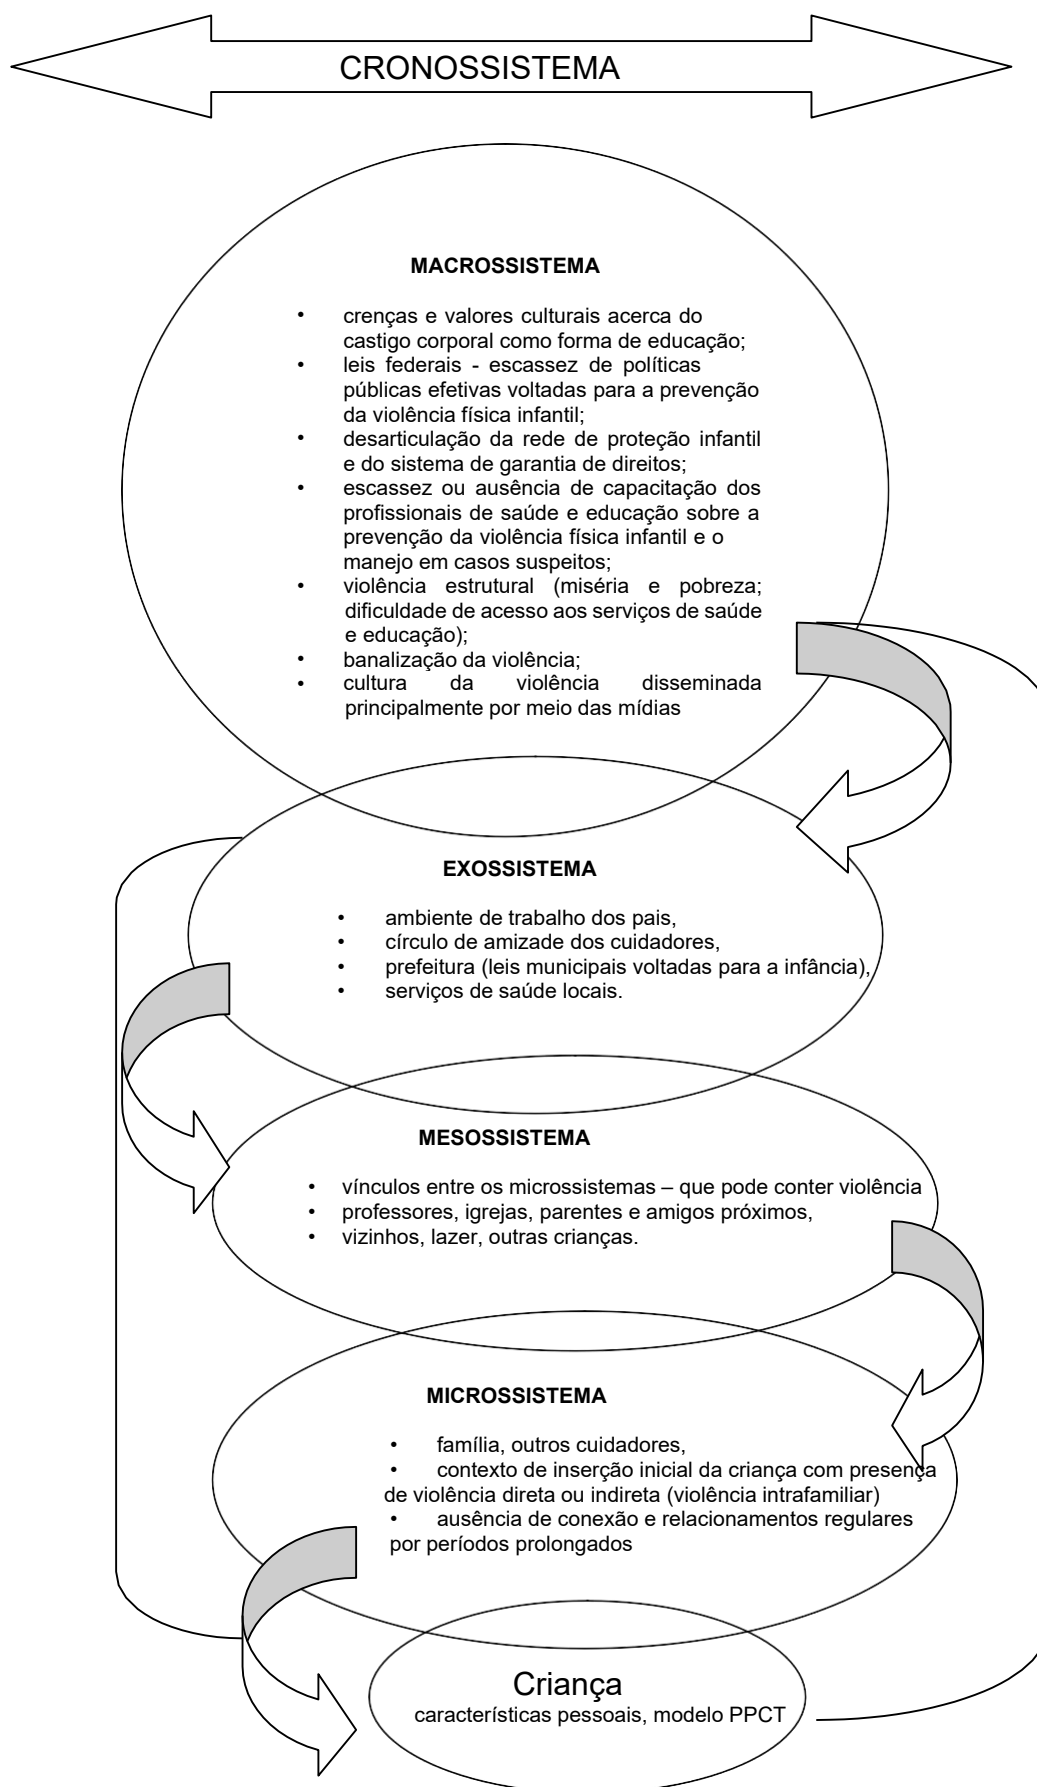 CRONOSSISTEMA
MACROSSISTEMA
• crenças e valores culturais acerca do
castigo corporal como forma de educação;
• leis federais - escassez de políticas
públicas efetivas voltadas para a prevenção
da violência física infantil;
• desarticulação da rede de proteção infantil
e do sistema de garantia de direitos;
• escassez ou ausência de capacitação dos
profissionais de saúde e educação sobre a
prevenção da violência física infantil e o
manejo em casos suspeitos;
• violência estrutural (miséria e pobreza;
dificuldade de acesso aos serviços de saúde
e educação);
• banalização da violência;
• cultura da violência disseminada
principalmente por meio das mídias
EXOSSISTEMA
• ambiente de trabalho dos pais,
• círculo de amizade dos cuidadores,
• prefeitura (leis municipais voltadas para a infância),
• serviços de saúde locais.
MESOSSISTEMA
• vínculos entre os microssistemas – que pode conter violência
• professores, igrejas, parentes e amigos próximos,
• vizinhos, lazer, outras crianças.
MICROSSISTEMA
• família, outros cuidadores,
• contexto de inserção inicial da criança com presença
de violência direta ou indireta (violência intrafamiliar)
• ausência de conexão e relacionamentos regulares
por períodos prolongados
Criança
características pessoais, modelo PPCT